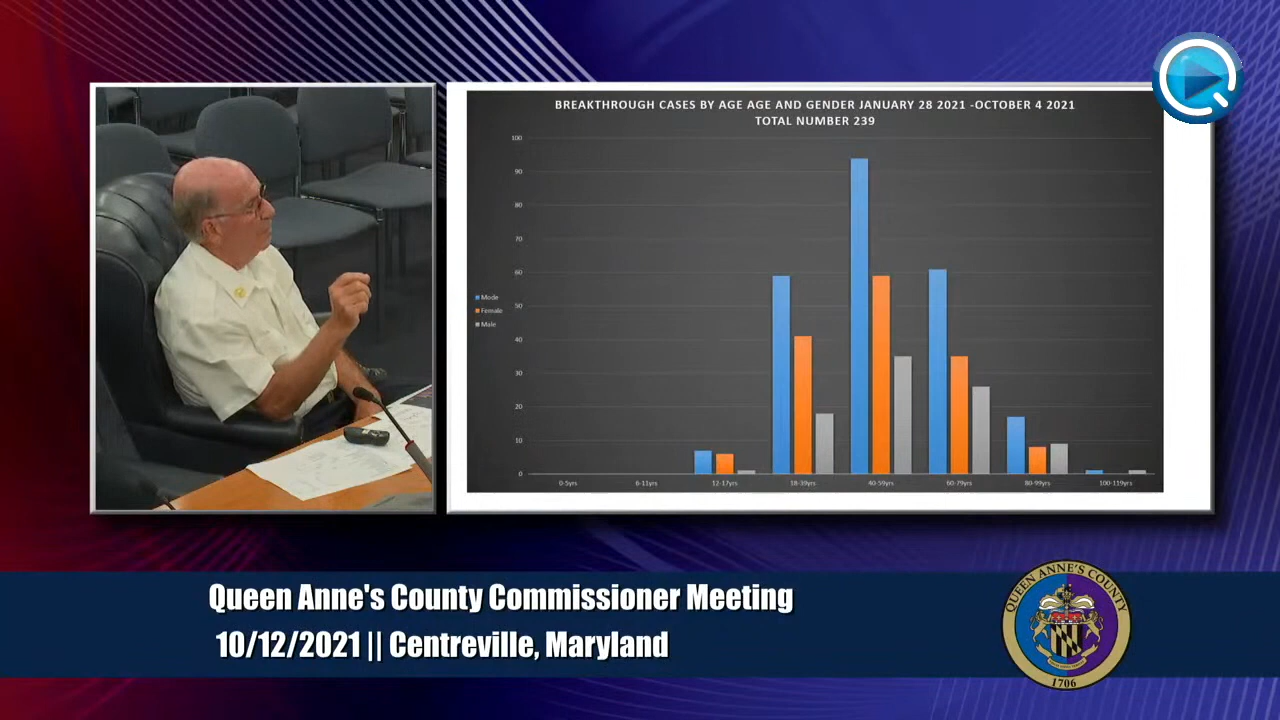 BREAKTHROUGH CASES BY AGE AGE AND GENDER JANUARY 28 2021 -OCTOBER 4 2021
TOTAL NUMBER 239
100
90
80
70
60
50
40
30
20
10
0
Mode
Female
Male
0-5yrs 6-11yrs 12-17yrs 18-39yrs 40-59yrs 60-79yrs 80-99yrs 100-119yrs
Queen Anne's County Commissioner Meeting
10/12/2021 || Centreville, Maryland
QUEEN ANNE'S COUNTY
1706